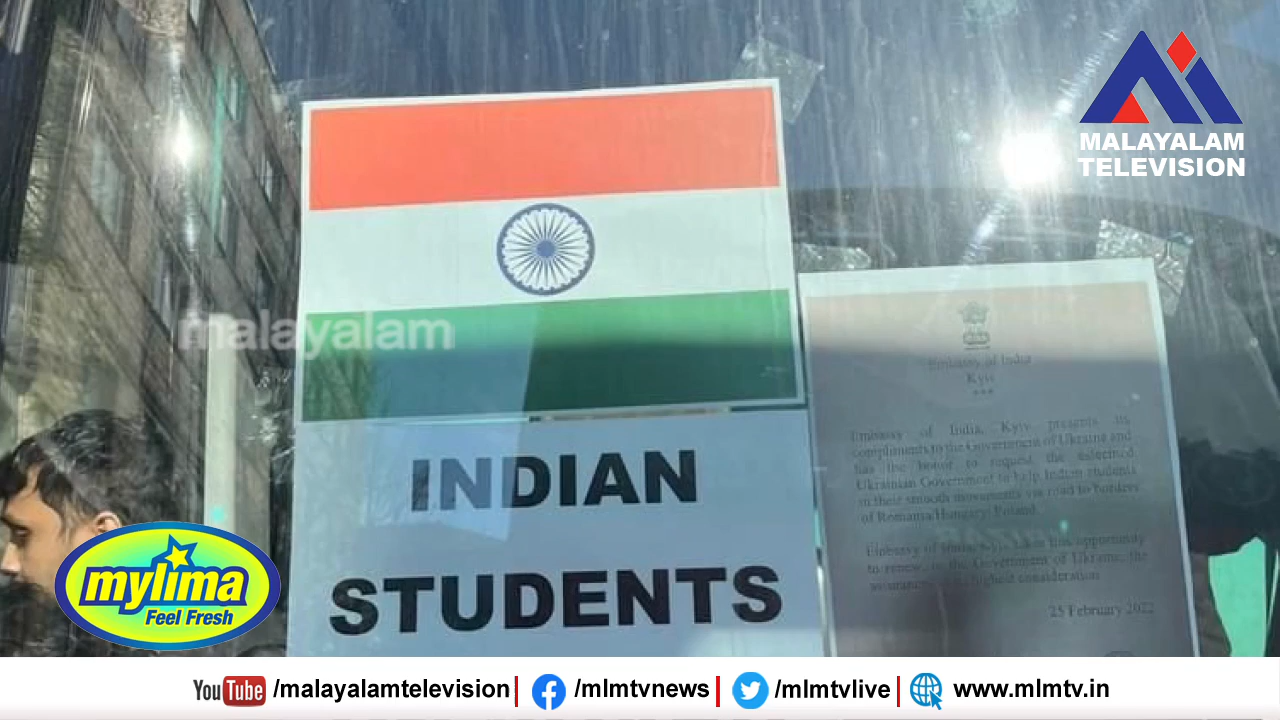 MALAYALAM
TELEVISION
malayalam
INDIAN
STUDENTS
Embassy of India
Kyiv
***
Embassy of India, Kyiv presents its
compliments to the Government of Ukraine and
has the honor to request the esteemed
Ukrainian Government to help Indian students
in their smooth movements via road to borders
of Romania/Hungary/Poland.
Embassy of India, Kyiv takes this opportunity
to renew to the Government of Ukraine the
highest consideration
25 February 2022
mylima
Feel Fresh
YouTube /malayalamtelevision | /mlmtvnews | /mlmtvlive | www.mlmtv.in